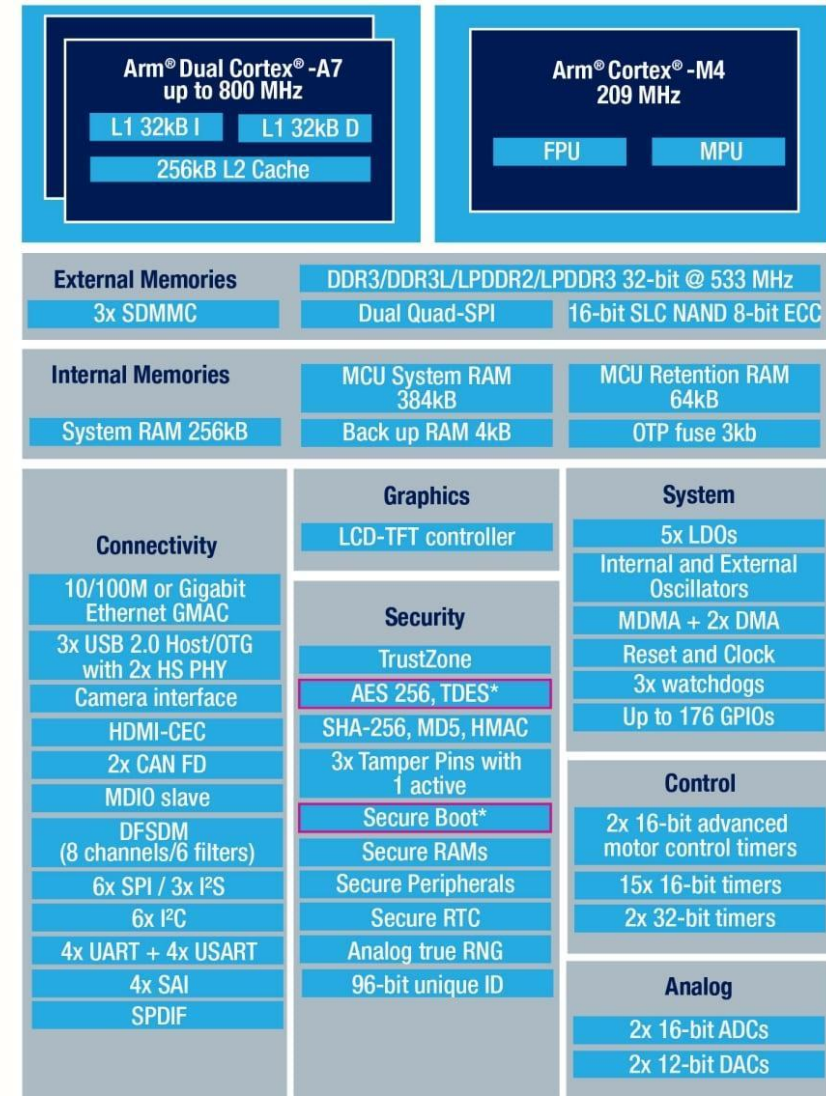 Arm® Dual Cortex® -A7
up to 800 MHz
L1 32kB I
L1 32kB D
256kB L2 Cache
Arm® Cortex® -M4
209 MHz
FPU
MPU
External Memories
DDR3/DDR3L/LPDDR2/LPDDR3 32-bit @ 533 MHz
3x SDMMC
Dual Quad-SPI
16-bit SLC NAND 8-bit ECC
Internal Memories
MCU System RAM
384kB
MCU Retention RAM
64kB
System RAM 256kB
Back up RAM 4kB
OTP fuse 3kb
Connectivity
10/100M or Gigabit
Ethernet GMAC
3x USB 2.0 Host/OTG
with 2x HS PHY
Camera interface
HDMI-CEC
2x CAN FD
MDIO slave
DFSDM
(8 channels/6 filters)
6x SPI / 3x I²S
6x I²C
4x UART + 4x USART
4x SAI
SPDIF
Graphics
LCD-TFT controller
Security
TrustZone
AES 256, TDES*
SHA-256, MD5, HMAC
3x Tamper Pins with
1 active
Secure Boot*
Secure RAMs
Secure Peripherals
Secure RTC
Analog true RNG
96-bit unique ID
System
5x LDOs
Internal and External
Oscillators
MDMA + 2x DMA
Reset and Clock
3x watchdogs
Up to 176 GPIOs
Control
2x 16-bit advanced
motor control timers
15x 16-bit timers
2x 32-bit timers
Analog
2x 16-bit ADCs
2x 12-bit DACs